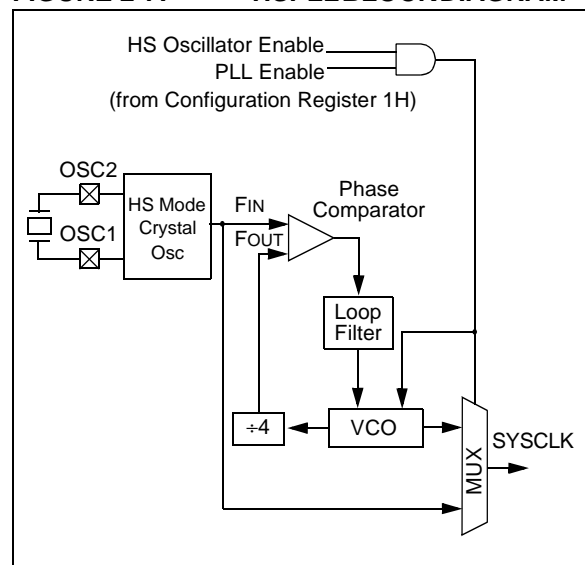 HS Oscillator Enable
PLL Enable
(from Configuration Register 1H)
OSC2
OSC1
HS Mode
Crystal
Osc
FIN
FOUT
Phase
Comparator
Loop
Filter
÷4
VCO
MUX
SYSCLK